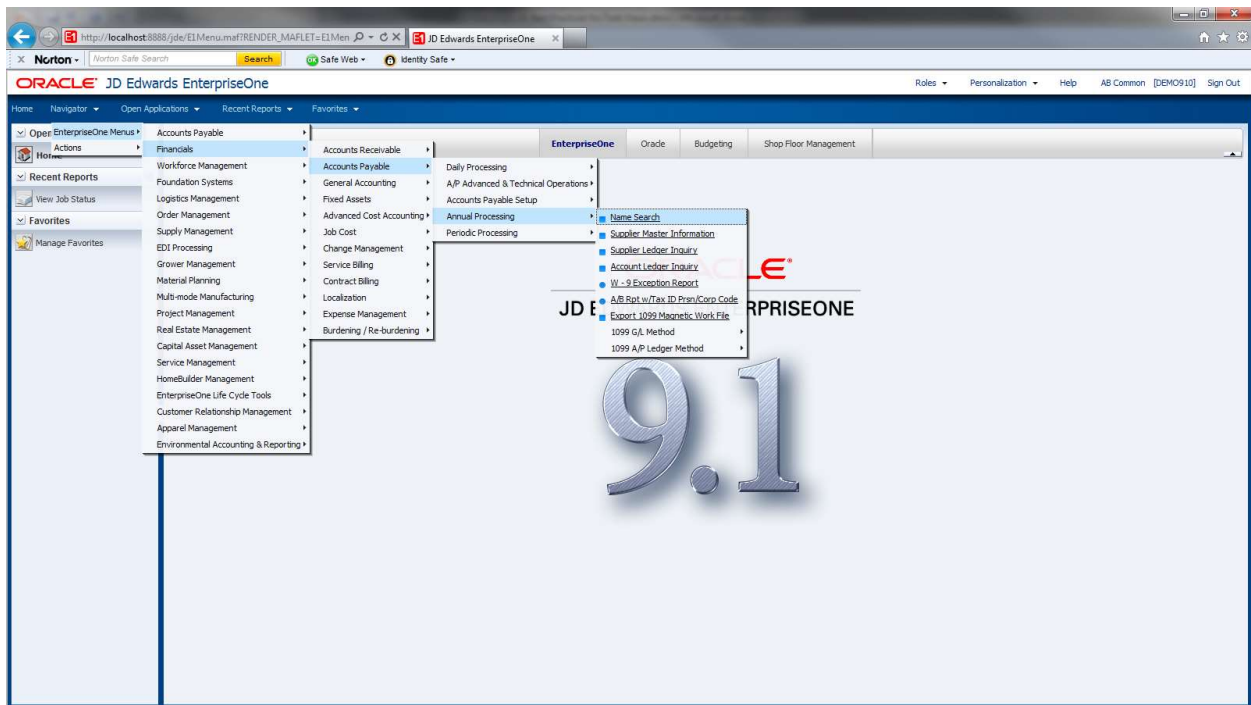 http://localhost:8888/jde/E1Menu.maf?RENDER_MAFLET=E1Men
JD Edwards EnterpriseOne
Norton
Norton Safe Search
Search
Safe Web
Identity Safe
ORACLE JD Edwards EnterpriseOne
Roles
Personalization
Help
AB Common [DEMO910]
Sign Out
Home
Navigator
Open Applications
Recent Reports
Favorites
Recent Reports
View Job Status
Favorites
Manage Favorites
EnterpriseOne Menus
Actions
Accounts Payable
Financials
Workforce Management
Foundation Systems
Logistics Management
Order Management
Supply Management
EDI Processing
Grower Management
Material Planning
Multi-mode Manufacturing
Project Management
Real Estate Management
Capital Asset Management
Service Management
HomeBuilder Management
EnterpriseOne Life Cycle Tools
Customer Relationship Management
Apparel Management
Environmental Accounting & Reporting
Accounts Receivable
Accounts Payable
General Accounting
Fixed Assets
Advanced Cost Accounting
Job Cost
Change Management
Service Billing
Contract Billing
Localization
Expense Management
Burdening / Re-burdening
Daily Processing
A/P Advanced & Technical Operations
Accounts Payable Setup
Annual Processing
Periodic Processing
Name Search
Supplier Master Information
Supplier Ledger Inquiry
Account Ledger Inquiry
W - 9 Exception Report
A/B Rpt w/Tax ID Prsn/Corp Code
Export 1099 Magnetic Work File
1099 G/L Method
1099 A/P Ledger Method
EnterpriseOne
Oracle
Budgeting
Shop Floor Management
9.1